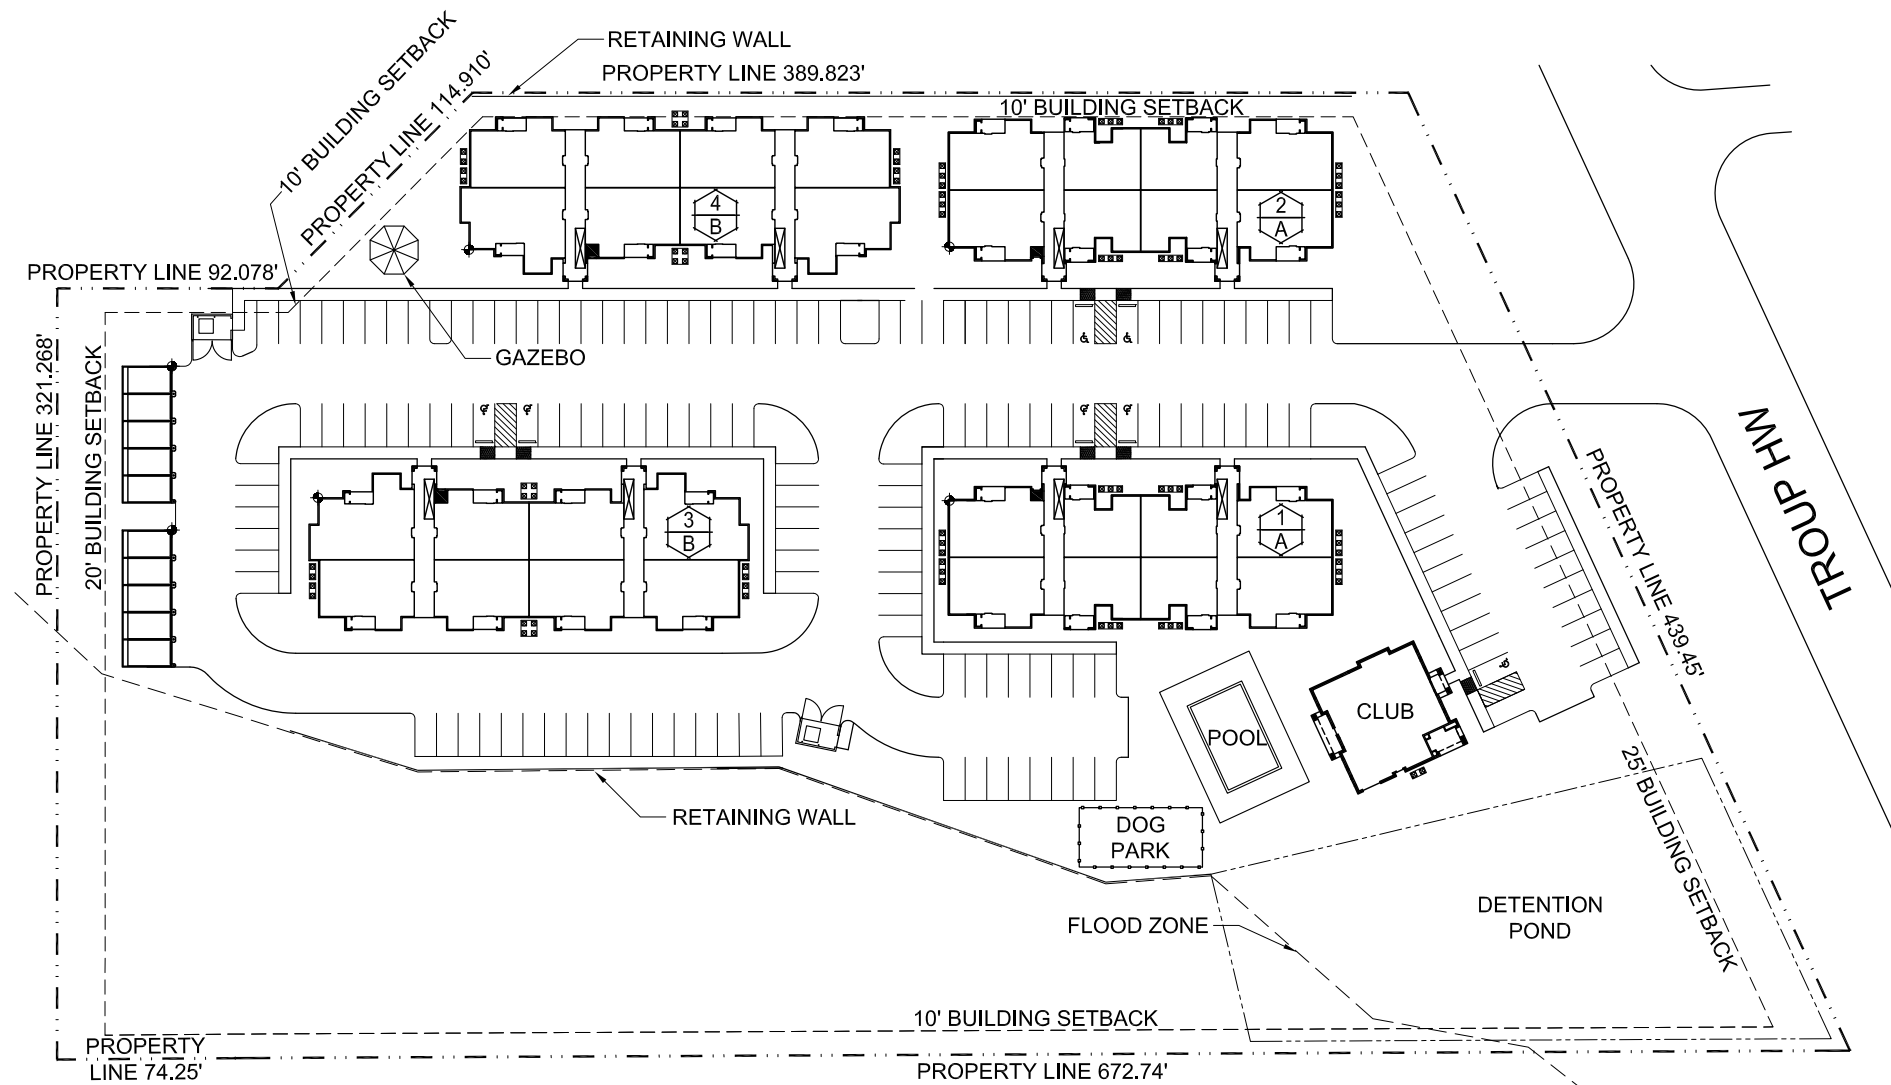 RETAINING WALL
PROPERTY LINE 389.823'
10' BUILDING SETBACK
PROPERTY LINE 114.910'
10' BUILDING SETBACK
PROPERTY LINE 92.078'
4
B
2
A
GAZEBO
PROPERTY LINE 321.268'
20' BUILDING SETBACK
3
B
1
A
TROUP HW
PROPERTY LINE 439.45'
CLUB
POOL
25' BUILDING SETBACK
RETAINING WALL
DOG
PARK
FLOOD ZONE
DETENTION
POND
10' BUILDING SETBACK
PROPERTY
LINE 74.25'
PROPERTY LINE 672.74'